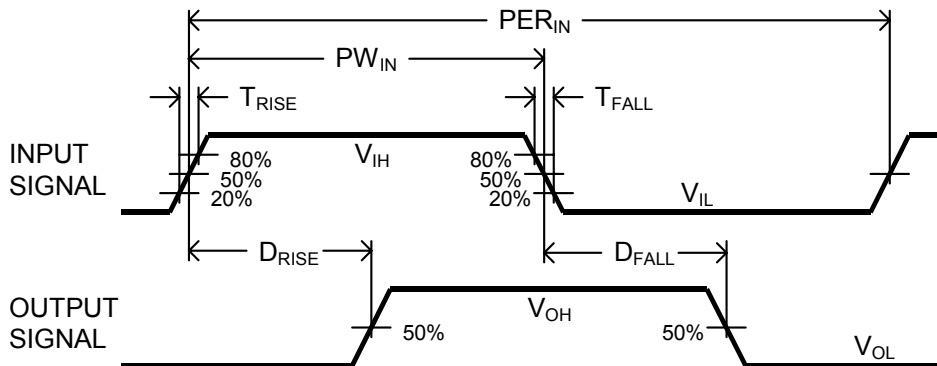 PER_IN
PW_IN
T_RISE
T_FALL
INPUT
SIGNAL
80%
50%
20%
V_IH
80%
50%
20%
V_IL
D_RISE
D_FALL
OUTPUT
SIGNAL
50%
V_OH
50%
V_OL